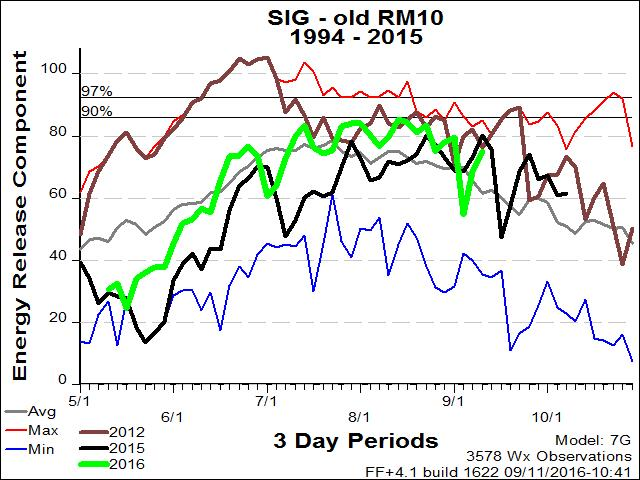 SIG - old RM10
1994 - 2015
Energy Release Component
100
97%
90%
80
60
40
20
0
5/1 6/1 7/1 8/1 9/1 10/1
3 Day Periods
Avg
Max
Min
2012
2015
2016
Model: 7G
3578 Wx Observations
FF+4.1 build 1622 09/11/2016-10:41